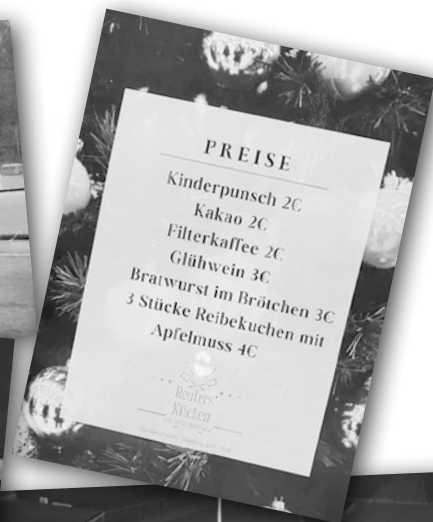 PREISE
Kinderpunsch 2€
Kakao 2€
Filterkaffee 2€
Glühwein 3€
Bratwurst im Brötchen 3€
3 Stücke Reibekuchen mit
Apfelmuss 4€
Kitchen